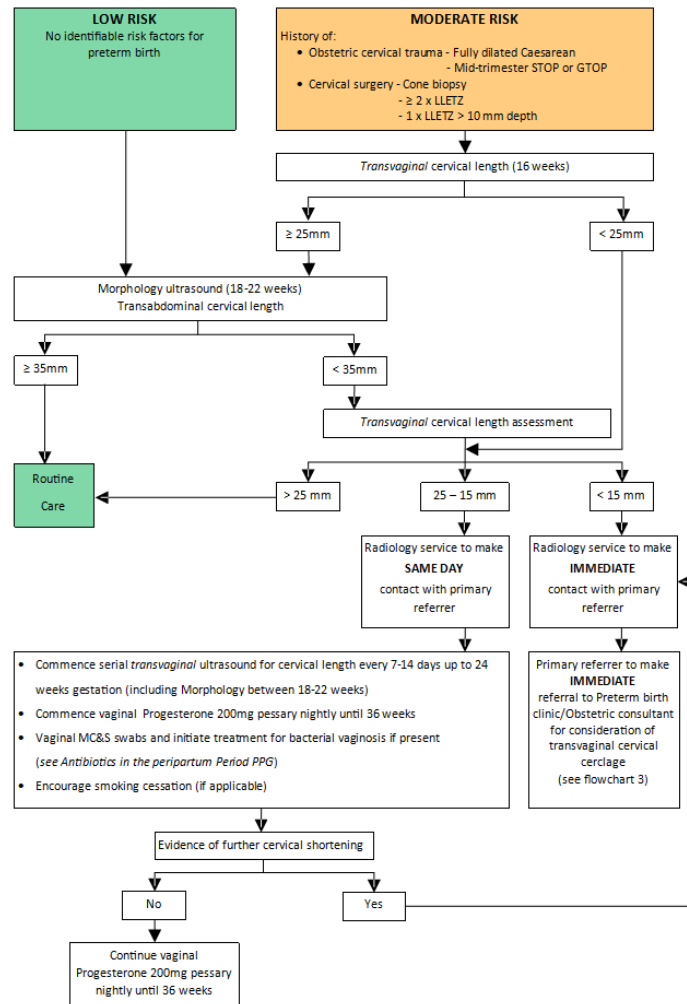 LOW RISK
No identifiable risk factors for
preterm birth
MODERATE RISK
History of:
• Obstetric cervical trauma - Fully dilated Caesarean
- Mid-trimester STOP or GTOP
• Cervical surgery - Cone biopsy
- ≥ 2 x LLETZ
- 1 x LLETZ > 10 mm depth
Transvaginal cervical length (16 weeks)
≥ 25mm
< 25mm
Morphology ultrasound (18-22 weeks)
Transabdominal cervical length
≥ 35mm
< 35mm
Transvaginal cervical length assessment
Routine
Care
> 25 mm
25 – 15 mm
< 15 mm
Radiology service to make
SAME DAY
contact with primary
referrer
Radiology service to make
IMMEDIATE
contact with primary
referrer
• Commence serial transvaginal ultrasound for cervical length every 7-14 days up to 24
weeks gestation (including Morphology between 18-22 weeks)
• Commence vaginal Progesterone 200mg pessary nightly until 36 weeks
• Vaginal MC&S swabs and initiate treatment for bacterial vaginosis if present
(see Antibiotics in the peripartum Period PPG)
• Encourage smoking cessation (if applicable)
Primary referrer to make
IMMEDIATE
referral to Preterm birth
clinic/Obstetric consultant
for consideration of
transvaginal cervical
cerclage
(see flowchart 3)
Evidence of further cervical shortening
No
Yes
Continue vaginal
Progesterone 200mg pessary
nightly until 36 weeks